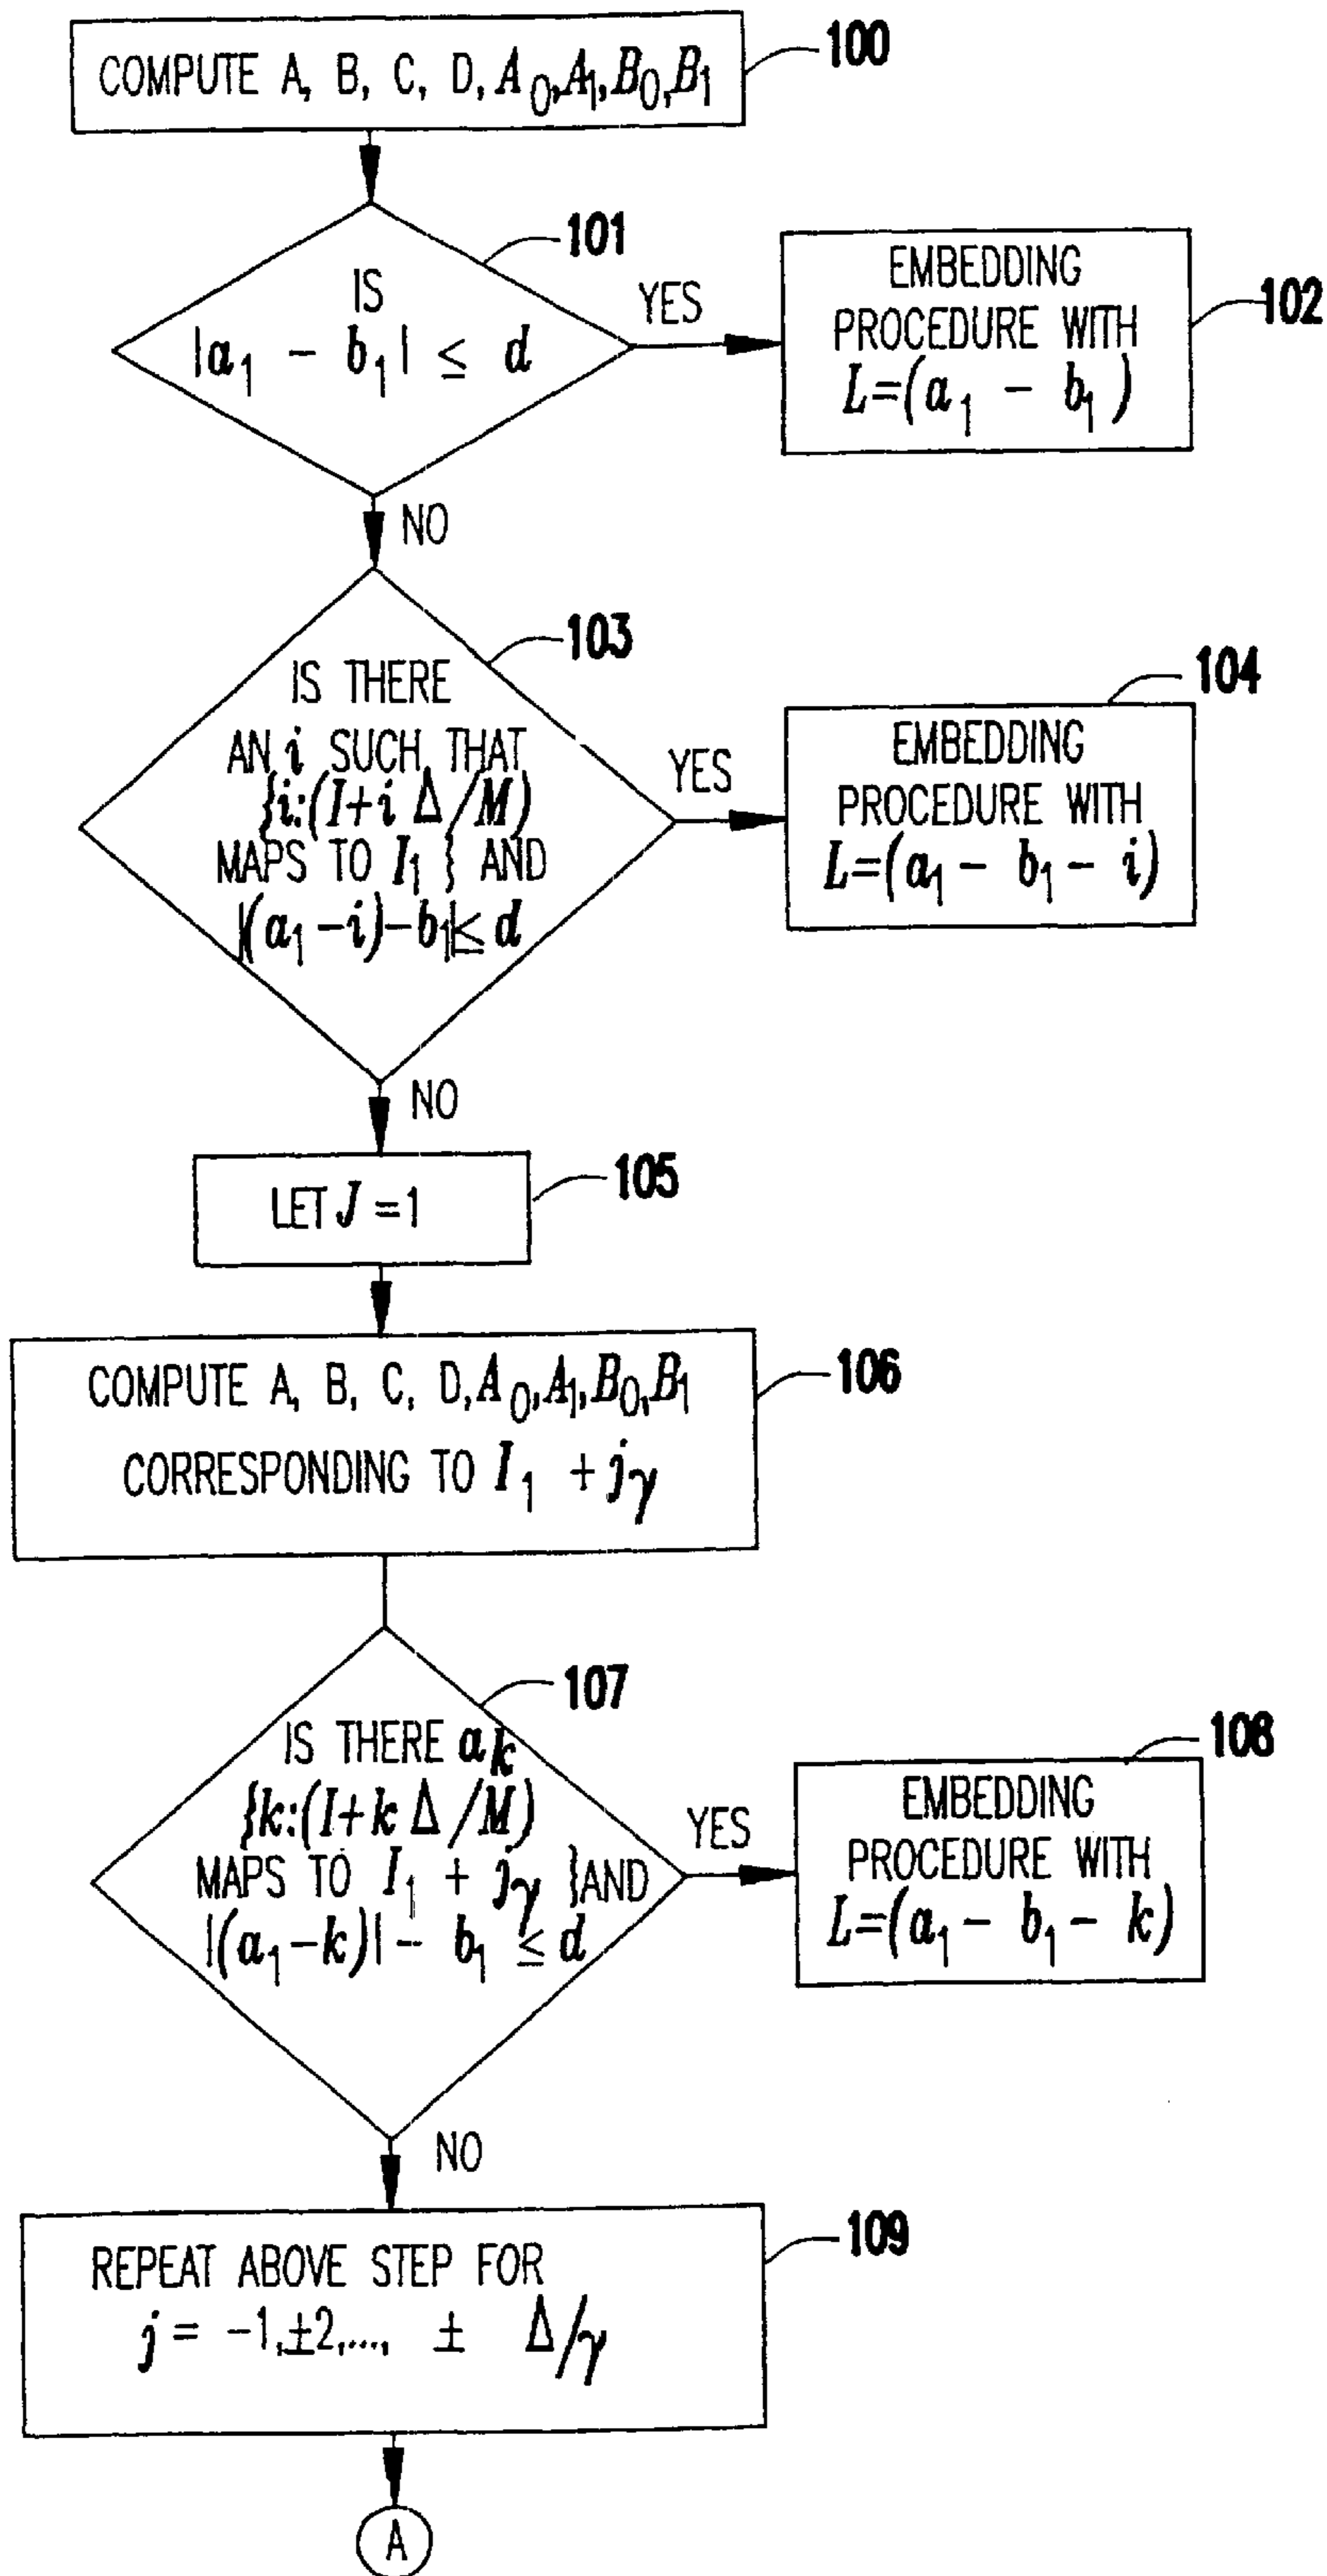 COMPUTE A, B, C, D, A0, A1, B0, B1
100
IS
|a1 - b1| ≤ d
101
YES
EMBEDDING
PROCEDURE WITH
L=(a1 - b1)
102
NO
IS THERE
AN i SUCH THAT
{i:(I+i Δ/M)
MAPS TO I1 } AND
|(a1-i)-b1|≤ d
103
YES
EMBEDDING
PROCEDURE WITH
L=(a1 - b1 - i)
104
NO
LET J = 1
105
COMPUTE A, B, C, D, A0, A1, B0, B1
CORRESPONDING TO I1 + jγ
106
IS THERE a k
{k:(I+k Δ/M)
MAPS TO I1 + jγ }AND
|(a1-k)| - b1 ≤ d
107
YES
EMBEDDING
PROCEDURE WITH
L=(a1 - b1 - k)
108
NO
REPEAT ABOVE STEP FOR
j = -1,±2,..., ± Δ/γ
109
A